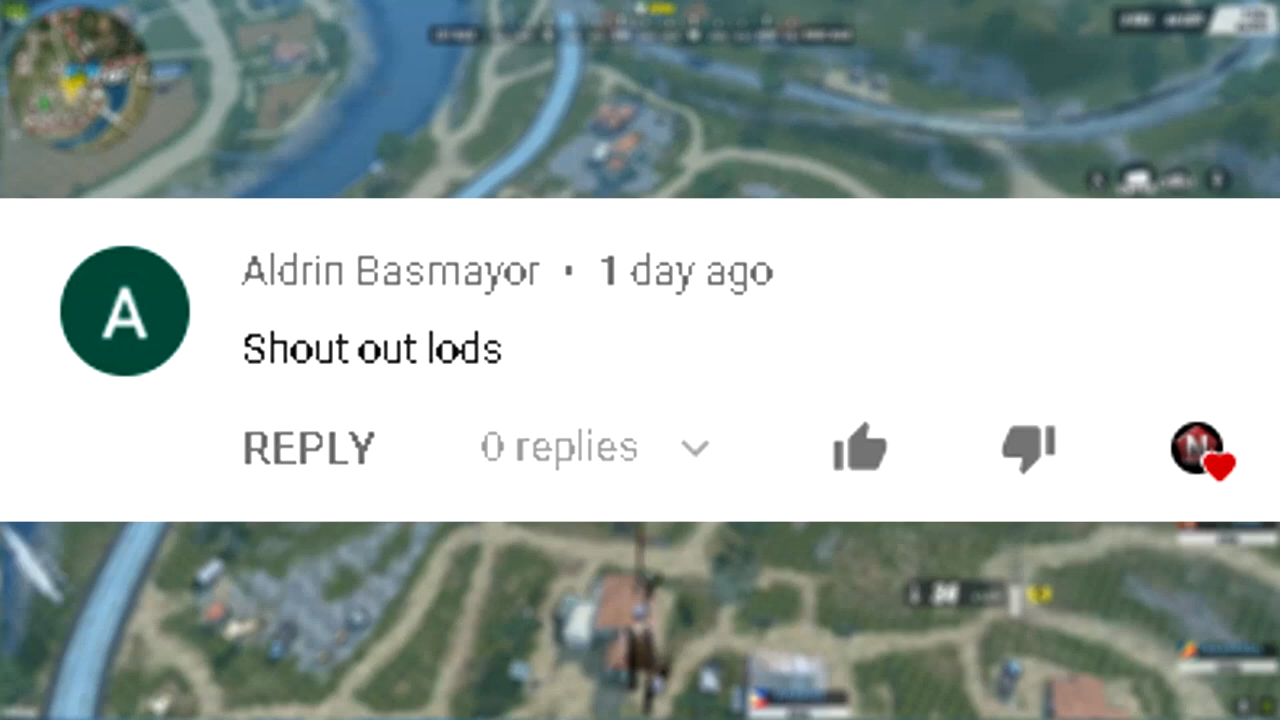 Aldrin Basmayor · 1 day ago
A
Shout out lods
REPLY 0 replies
N